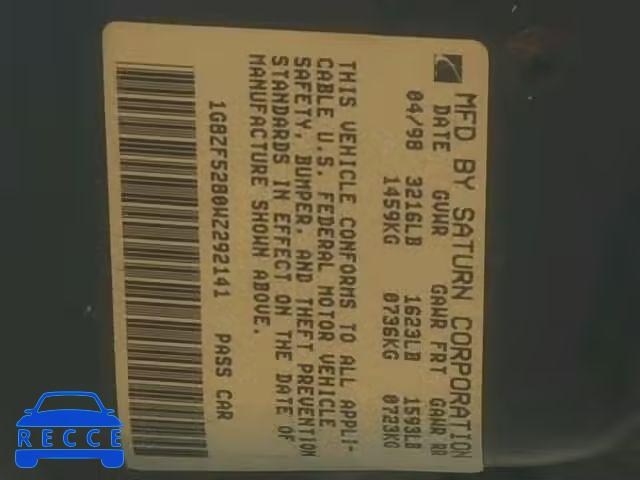 MFD BY SATURN CORPORATION
DATE GVWR GAWR FRT GAWR RR
04/98 3216LB 1623LB 1593LB
1459KG 0736KG 0723KG
THIS VEHICLE CONFORMS TO ALL APPLI-
CABLE U.S. FEDERAL MOTOR VEHICLE
SAFETY, BUMPER, AND THEFT PREVENTION
STANDARDS IN EFFECT ON THE DATE OF
MANUFACTURE SHOWN ABOVE.
1G8ZF5280WZ292141 PASS CAR
RECCE